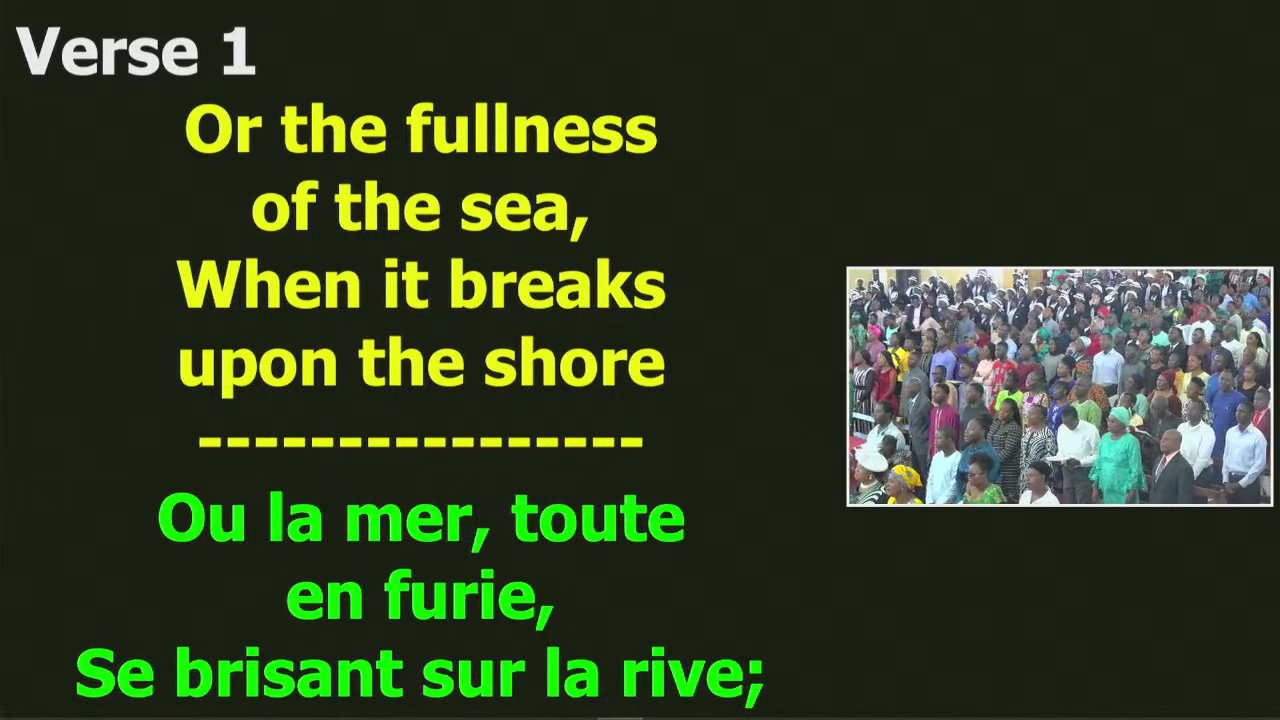 Verse 1
Or the fullness
of the sea,
When it breaks
upon the shore
----------------
Ou la mer, toute
en furie,
Se brisant sur la rive;